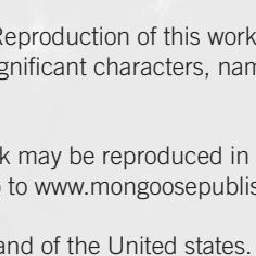 Reproduction of this work
gnificant characters, nam
k may be reproduced in
to www.mongoosepublis
and of the United states.